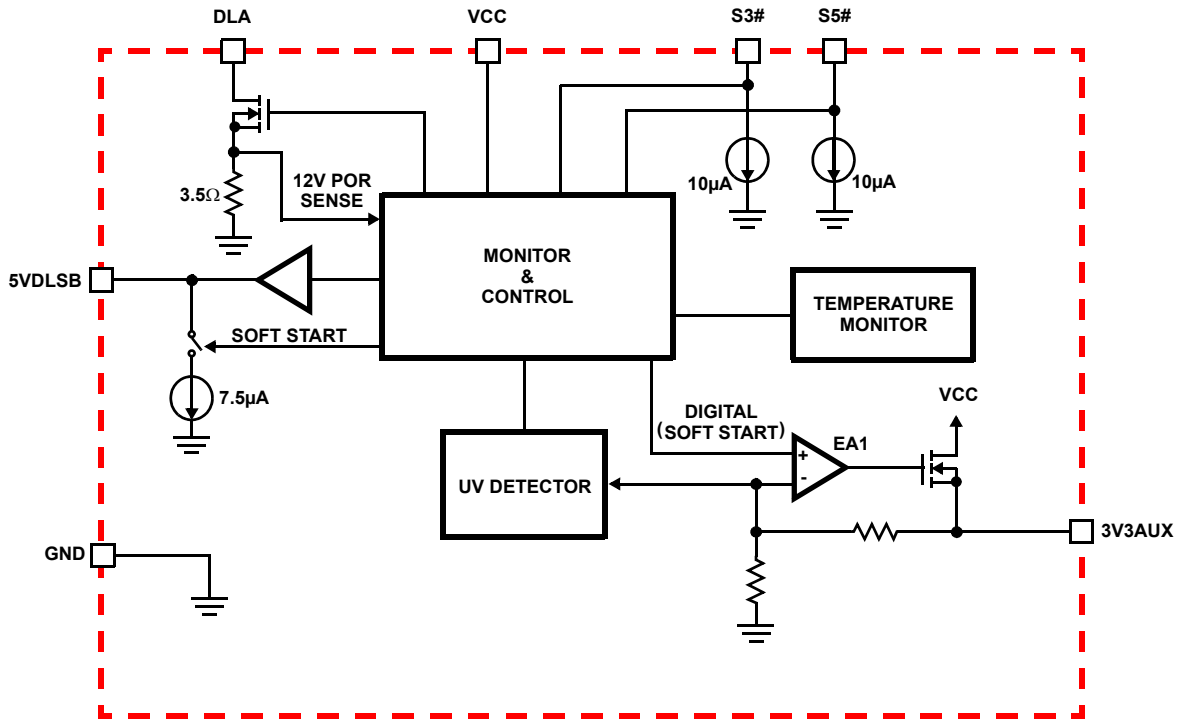 DLA
VCC
S3#
S5#
3.5Ω
12V POR
SENSE
10µA
10µA
5VDLSB
MONITOR
&
CONTROL
TEMPERATURE
MONITOR
SOFT START
7.5µA
VCC
DIGITAL
(SOFT START)
EA1
+
-
UV DETECTOR
3V3AUX
GND